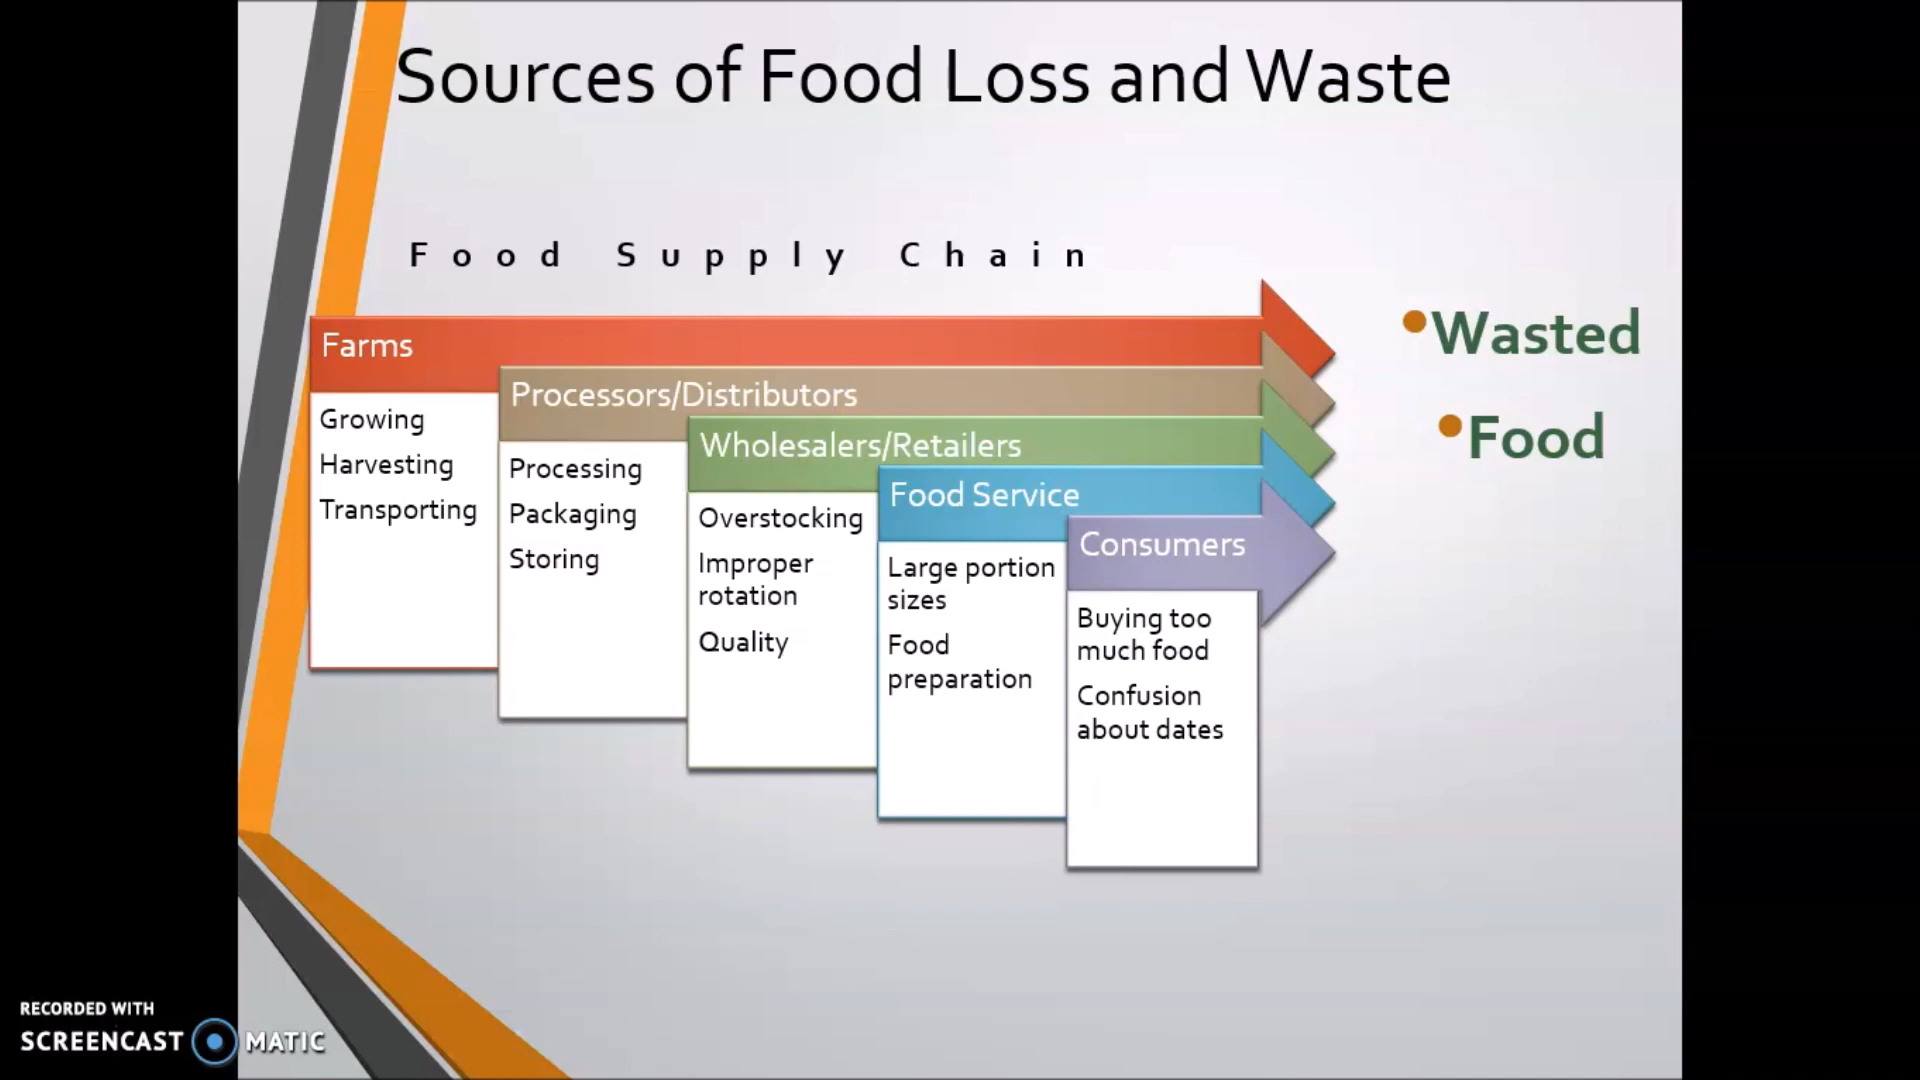 Sources of Food Loss and Waste
Food Supply Chain
Farms
Growing
Harvesting
Transporting
Processors/Distributors
Processing
Packaging
Storing
Wholesalers/Retailers
Overstocking
Improper
rotation
Quality
Food Service
Large portion
sizes
Food
preparation
Consumers
Buying too
much food
Confusion
about dates
•Wasted
•Food
RECORDED WITH
SCREENCAST MATIC